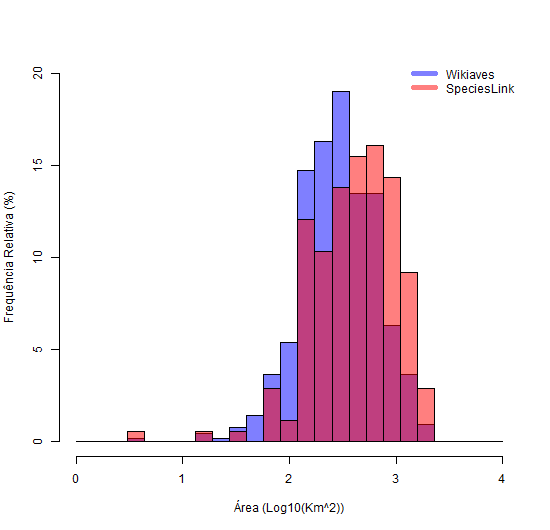 Wikiaves
SpeciesLink
Frequência Relativa (%)
20
15
10
5
0
0 1 2 3 4
Área (Log10(Km^2))